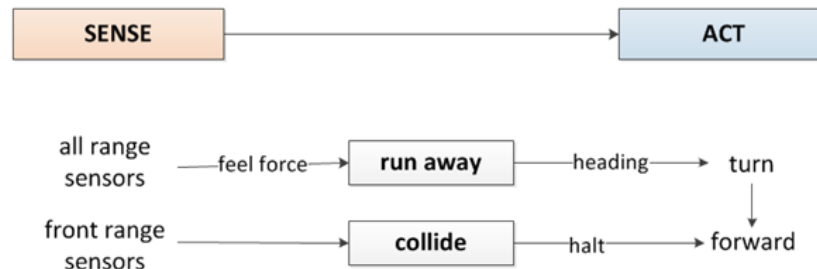 SENSE
ACT
all range
sensors
feel force
run away
heading
turn
front range
sensors
collide
halt
forward